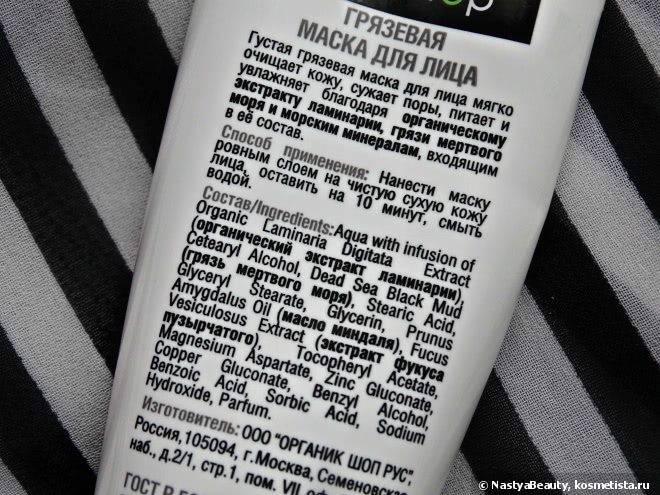 ГРЯЗЕВАЯ
МАСКА ДЛЯ ЛИЦА
Густая грязевая маска для лица мягко
очищает кожу, сужает поры, питает и
увлажняет благодаря органическому
экстракту ламинарии, грязи мертвого
моря и морским минералам, входящим
в её состав.
Способ применения: Нанести маску
ровным слоем на чистую сухую кожу
лица, оставить на 10 минут, смыть
водой.
Состав/Ingredients: Aqua with infusion of
Organic Laminaria Digitata Extract
(органический экстракт ламинарии),
Cetearyl Alcohol, Dead Sea Black Mud
(грязь мертвого моря), Stearic Acid,
Glyceryl Stearate, Glycerin, Prunus
Amygdalus Oil (масло миндаля), Fucus
Vesiculosus Extract (экстракт фукуса
пузырчатого), Tocopheryl Acetate,
Magnesium Aspartate, Zinc Gluconate,
Copper Gluconate, Benzyl Alcohol,
Benzoic Acid, Sorbic Acid, Sodium
Hydroxide, Parfum.
Изготовитель: ООО "ОРГАНИК ШОП РУС",
Россия, 105094, г. Москва, Семеновская
наб., д.2/1, стр.1, пом. VII,
ГОСТ Р
© NastyaBeauty, kosmetista.ru